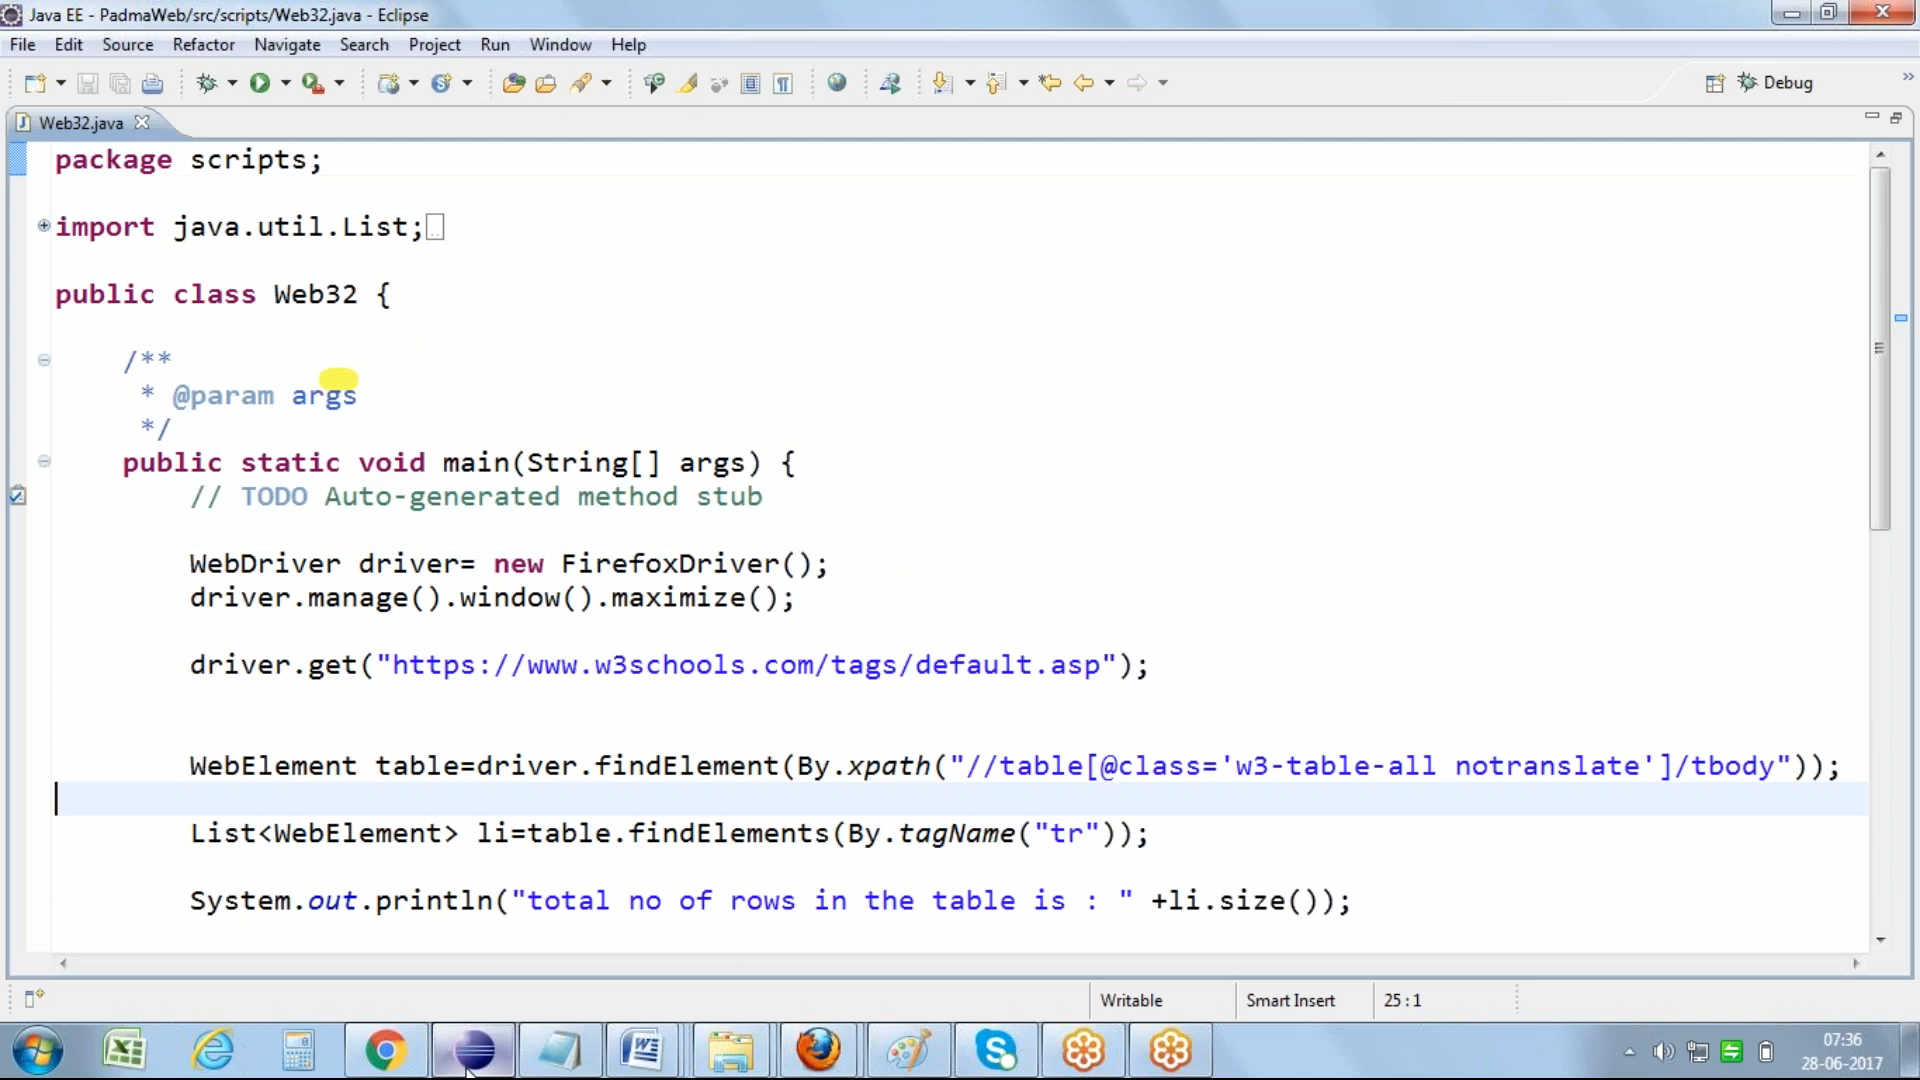 Java EE - PadmaWeb/src/scripts/Web32.java - Eclipse
File Edit Source Refactor Navigate Search Project Run Window Help
Debug
Web32.java
package scripts;
import java.util.List;
public class Web32 {
/**
* @param args
*/
public static void main(String[] args) {
// TODO Auto-generated method stub
WebDriver driver= new FirefoxDriver();
driver.manage().window().maximize();
driver.get("https://www.w3schools.com/tags/default.asp");
WebElement table=driver.findElement(By.xpath("//table[@class='w3-table-all notranslate']/tbody"));
List<WebElement> li=table.findElements(By.tagName("tr"));
System.out.println("total no of rows in the table is : " +li.size());
Writable Smart Insert 25 : 1
07:36
28-06-2017